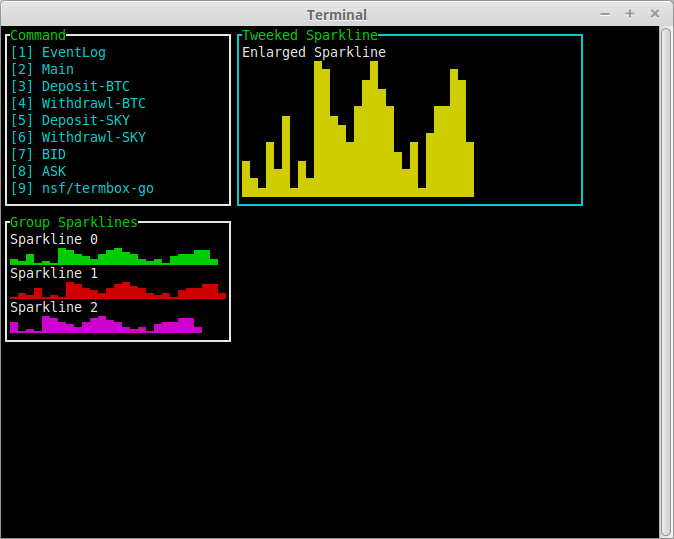 Terminal
Command
[1] EventLog
[2] Main
[3] Deposit-BTC
[4] Withdrawl-BTC
[5] Deposit-SKY
[6] Withdrawl-SKY
[7] BID
[8] ASK
[9] nsf/termbox-go
Tweeked Sparkline
Enlarged Sparkline
Group Sparklines
Sparkline 0
Sparkline 1
Sparkline 2